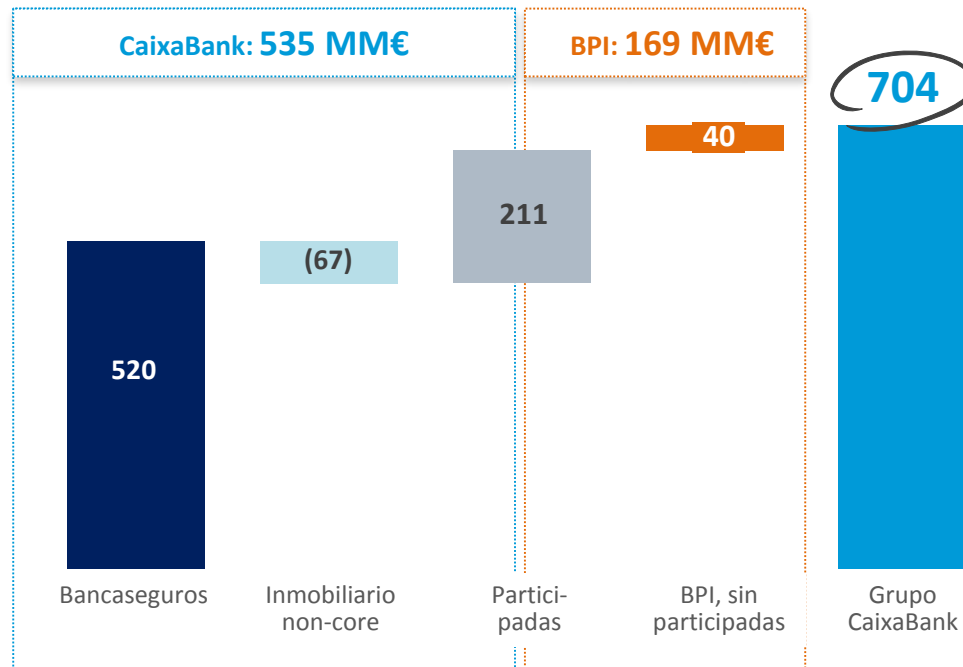 CaixaBank: 535 MM€
BPI: 169 MM€
704
40
211
(67)
520
Bancaseguros
Inmobiliario
non-core
Partici-
padas
BPI, sin
participadas
Grupo
CaixaBank